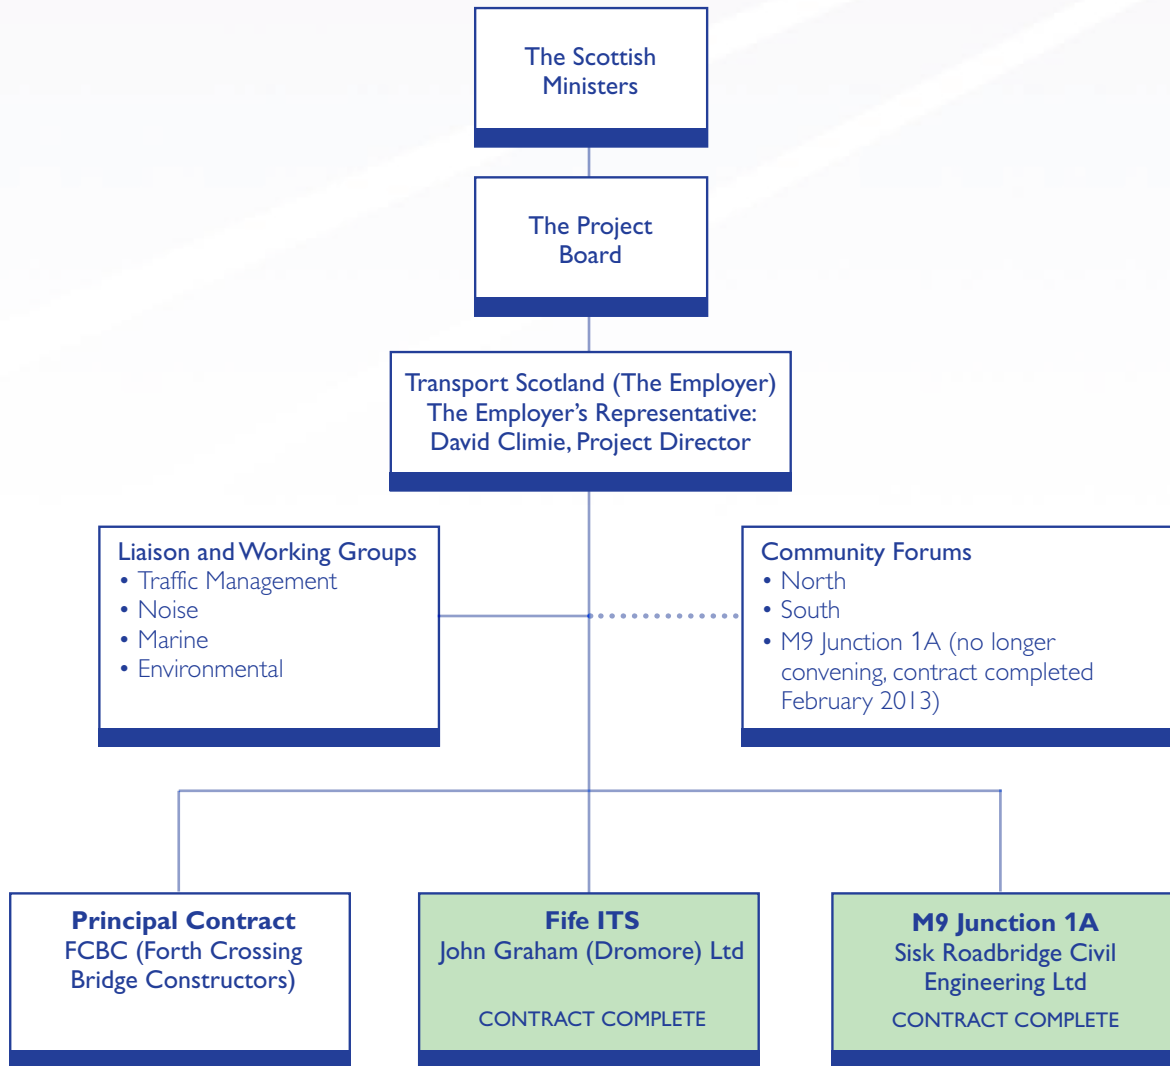 The Scottish
Ministers
The Project
Board
Transport Scotland (The Employer)
The Employer’s Representative:
David Climie, Project Director
Liaison and Working Groups
• Traffic Management
• Noise
• Marine
• Environmental
Community Forums
• North
• South
• M9 Junction 1A (no longer
convening, contract completed
February 2013)
Principal Contract
FCBC (Forth Crossing
Bridge Constructors)
Fife ITS
John Graham (Dromore) Ltd
CONTRACT COMPLETE
M9 Junction 1A
Sisk Roadbridge Civil
Engineering Ltd
CONTRACT COMPLETE